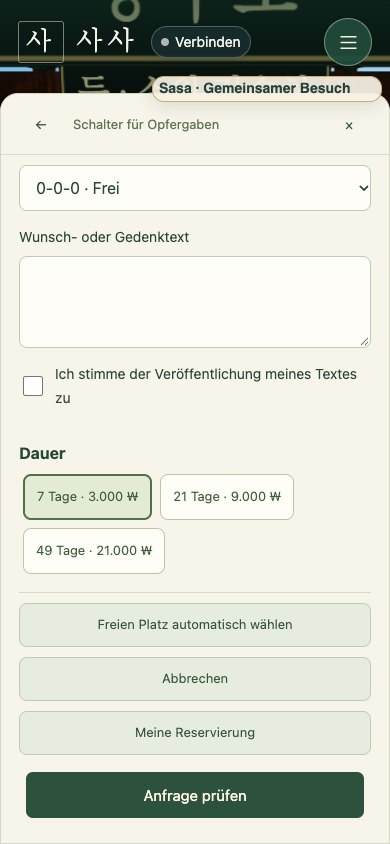 사 사사
Verbinden
Sasa · Gemeinsamer Besuch
← Schalter für Opfergaben ×
0-0-0 · Frei
Wunsch- oder Gedenktext
Ich stimme der Veröffentlichung meines Textes
zu
Dauer
7 Tage · 3.000 ₩
21 Tage · 9.000 ₩
49 Tage · 21.000 ₩
Freien Platz automatisch wählen
Abbrechen
Meine Reservierung
Anfrage prüfen